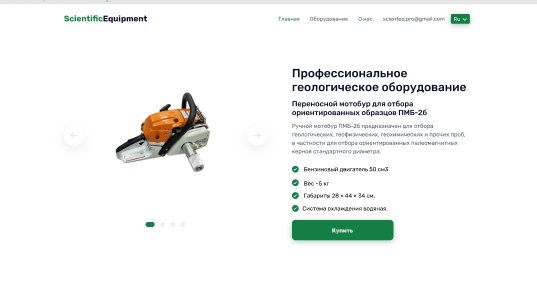 ScientificEquipment
Главная Оборудование О нас scienteq.pro@gmail.com Ru
Профессиональное
геологическое оборудование
Переносной мотобур для отбора
ориентированных образцов ПМБ-2б
Ручной мотобур ПМБ-2б предназначен для отбора
геологических, геофизических, геохимических и прочих проб,
в частности для отбора ориентированных палеомагнитных
кернов стандартного диаметра.
Бензиновый двигатель 50 см3
Вес ~6 кг
Габариты 28 × 44 × 34 см.
Система охлаждения водяная.
Купить